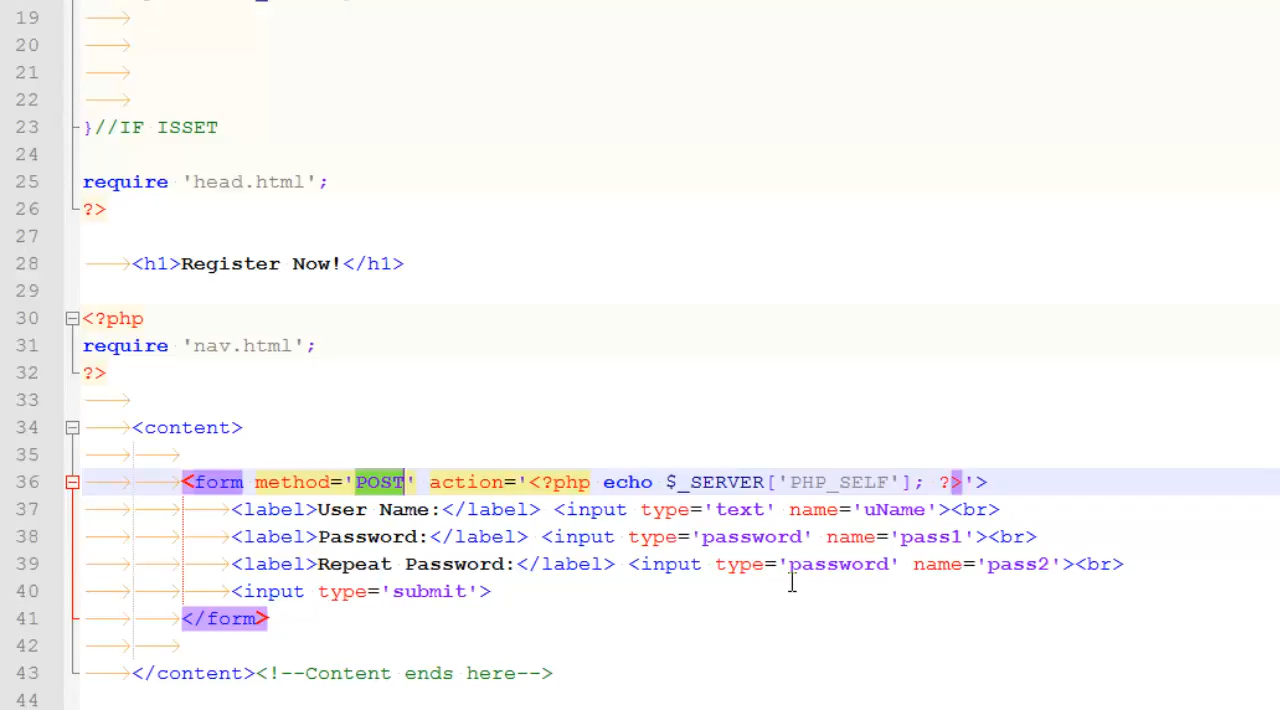 19
20
21
22
23 }//IF ISSET
24
25 require 'head.html';
26 ?>
27
28 <h1>Register Now!</h1>
29
30 <?php
31 require 'nav.html';
32 ?>
33
34 <content>
35
36 <form method='POST' action='<?php echo $_SERVER['PHP_SELF']; ?>'>
37 <label>User Name:</label> <input type='text' name='uName'><br>
38 <label>Password:</label> <input type='password' name='pass1'><br>
39 <label>Repeat Password:</label> <input type='password' name='pass2'><br>
40 <input type='submit'>
41 </form>
42
43 </content><!--Content ends here-->
44